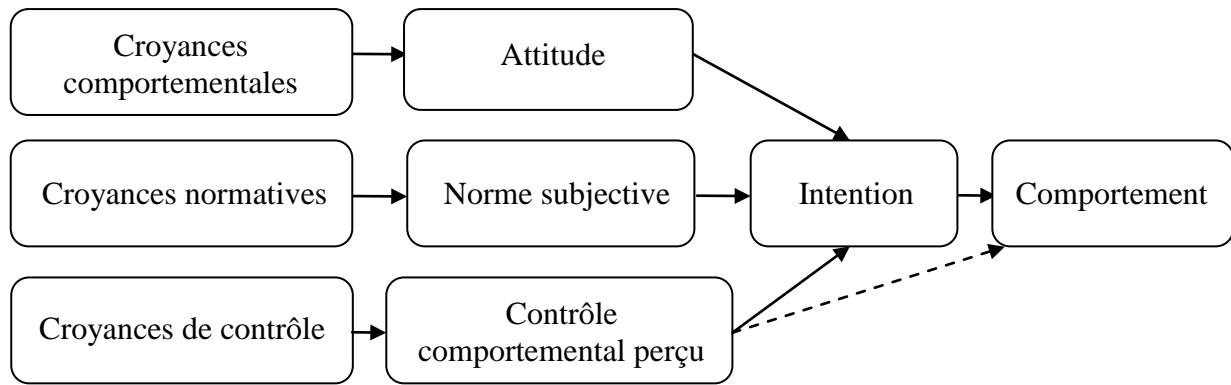 Croyances
comportementales
Attitude
Croyances normatives
Norme subjective
Intention
Comportement
Croyances de contrôle
Contrôle
comportemental perçu